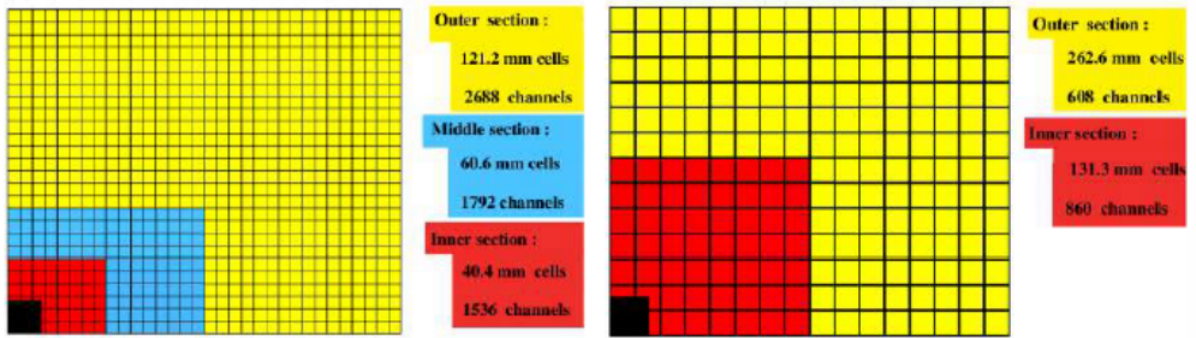 Outer section :
121.2 mm cells
2688 channels
Middle section :
60.6 mm cells
1792 channels
Inner section :
40.4 mm cells
1536 channels
Outer section :
262.6 mm cells
608 channels
Inner section :
131.3 mm cells
860 channels